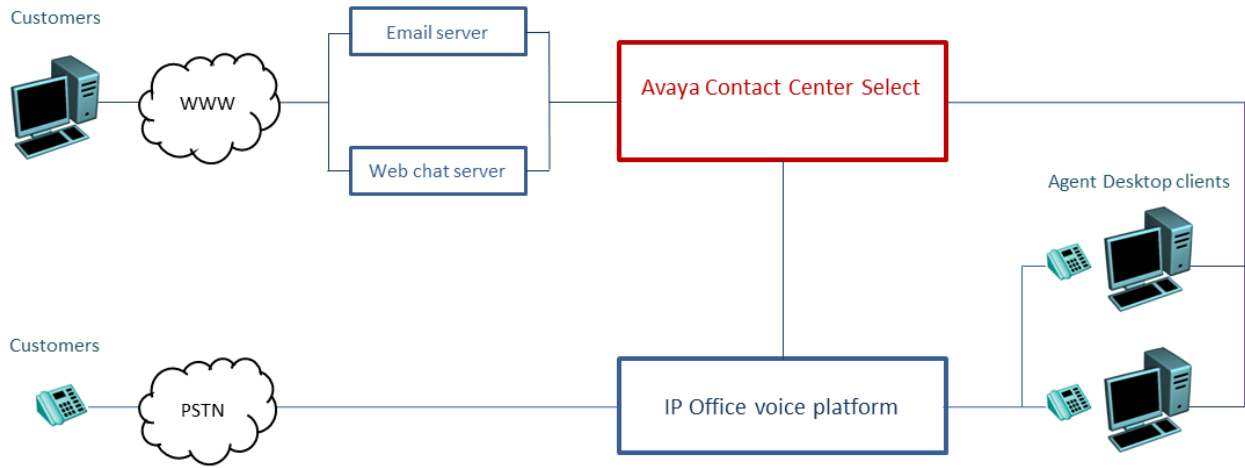 Customers
Email server
WWW
Avaya Contact Center Select
Web chat server
Agent Desktop clients
Customers
PSTN
IP Office voice platform